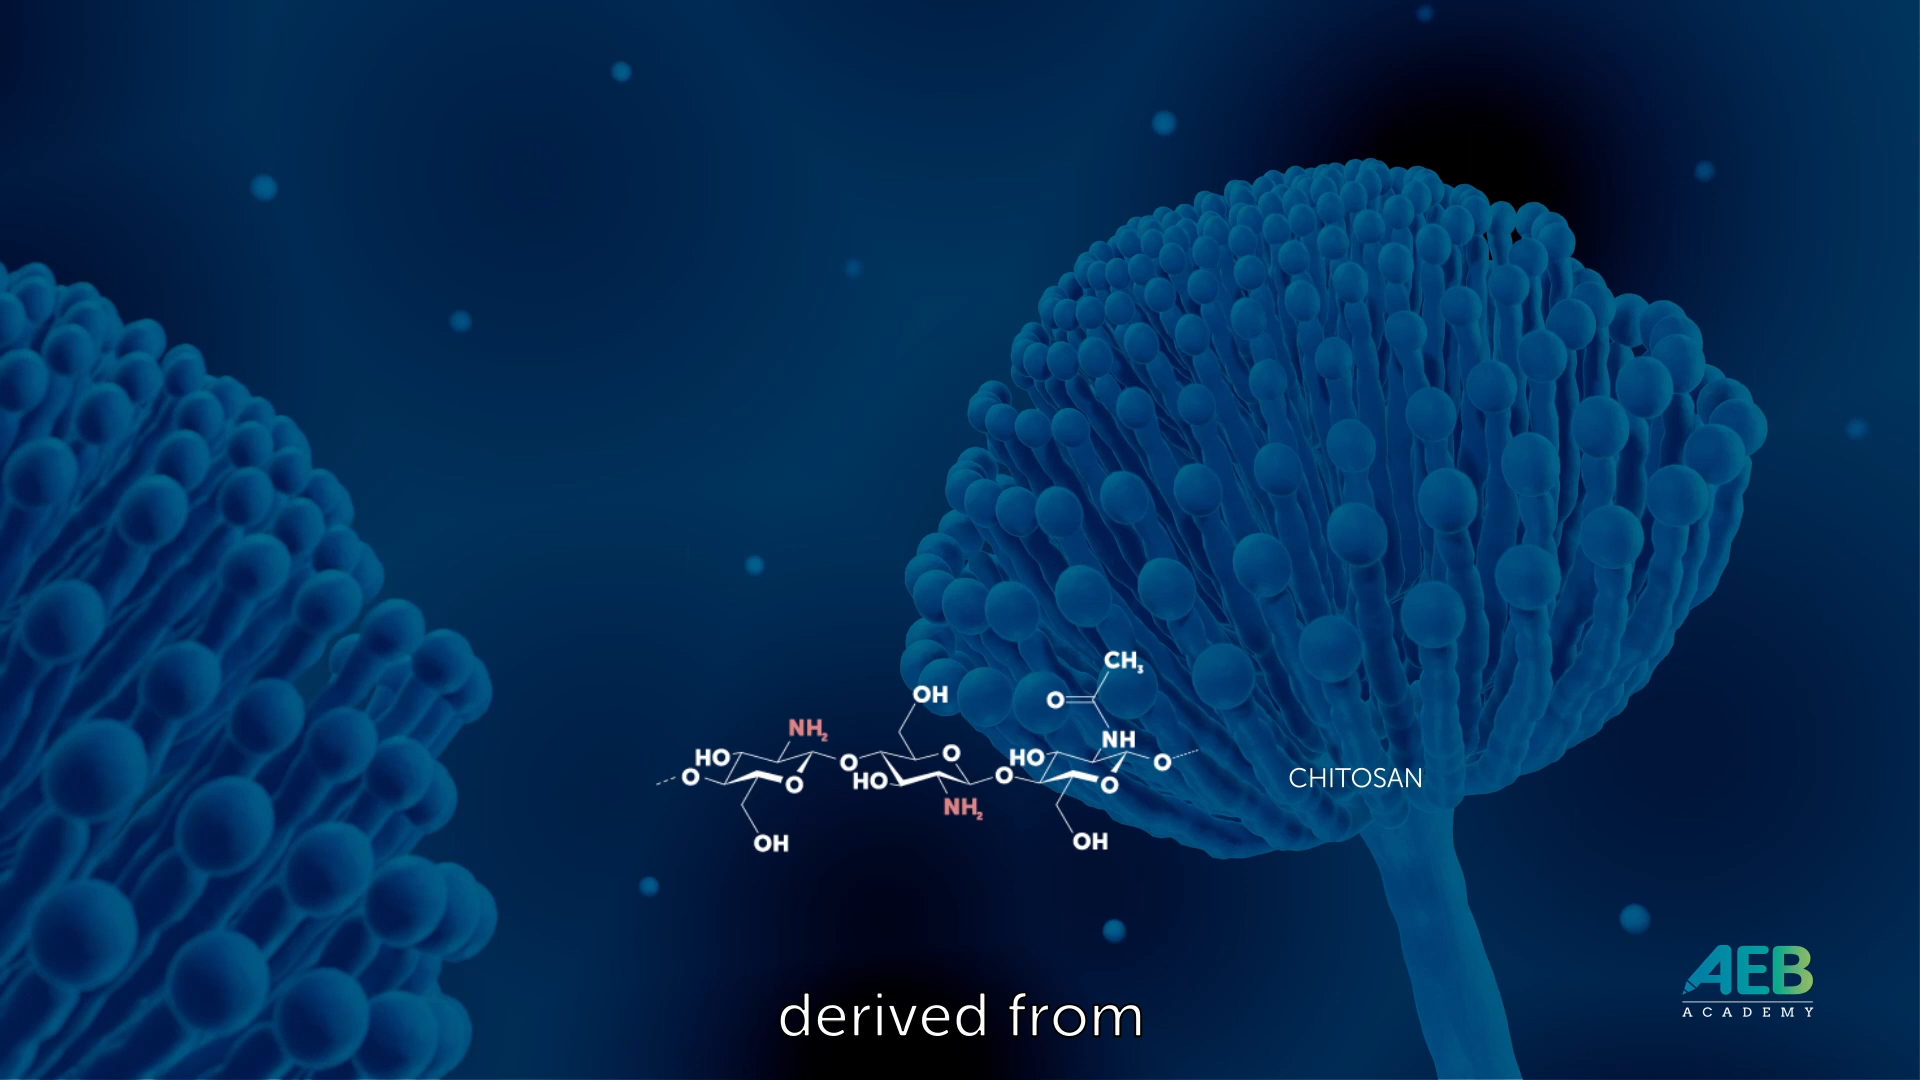 CH₃
OH
O
NH₂
NH
HO
O
HO
O
O
O
HO
O
O
O
CHITOSAN
NH₂
OH
OH
AEB
ACADEMY
derived from